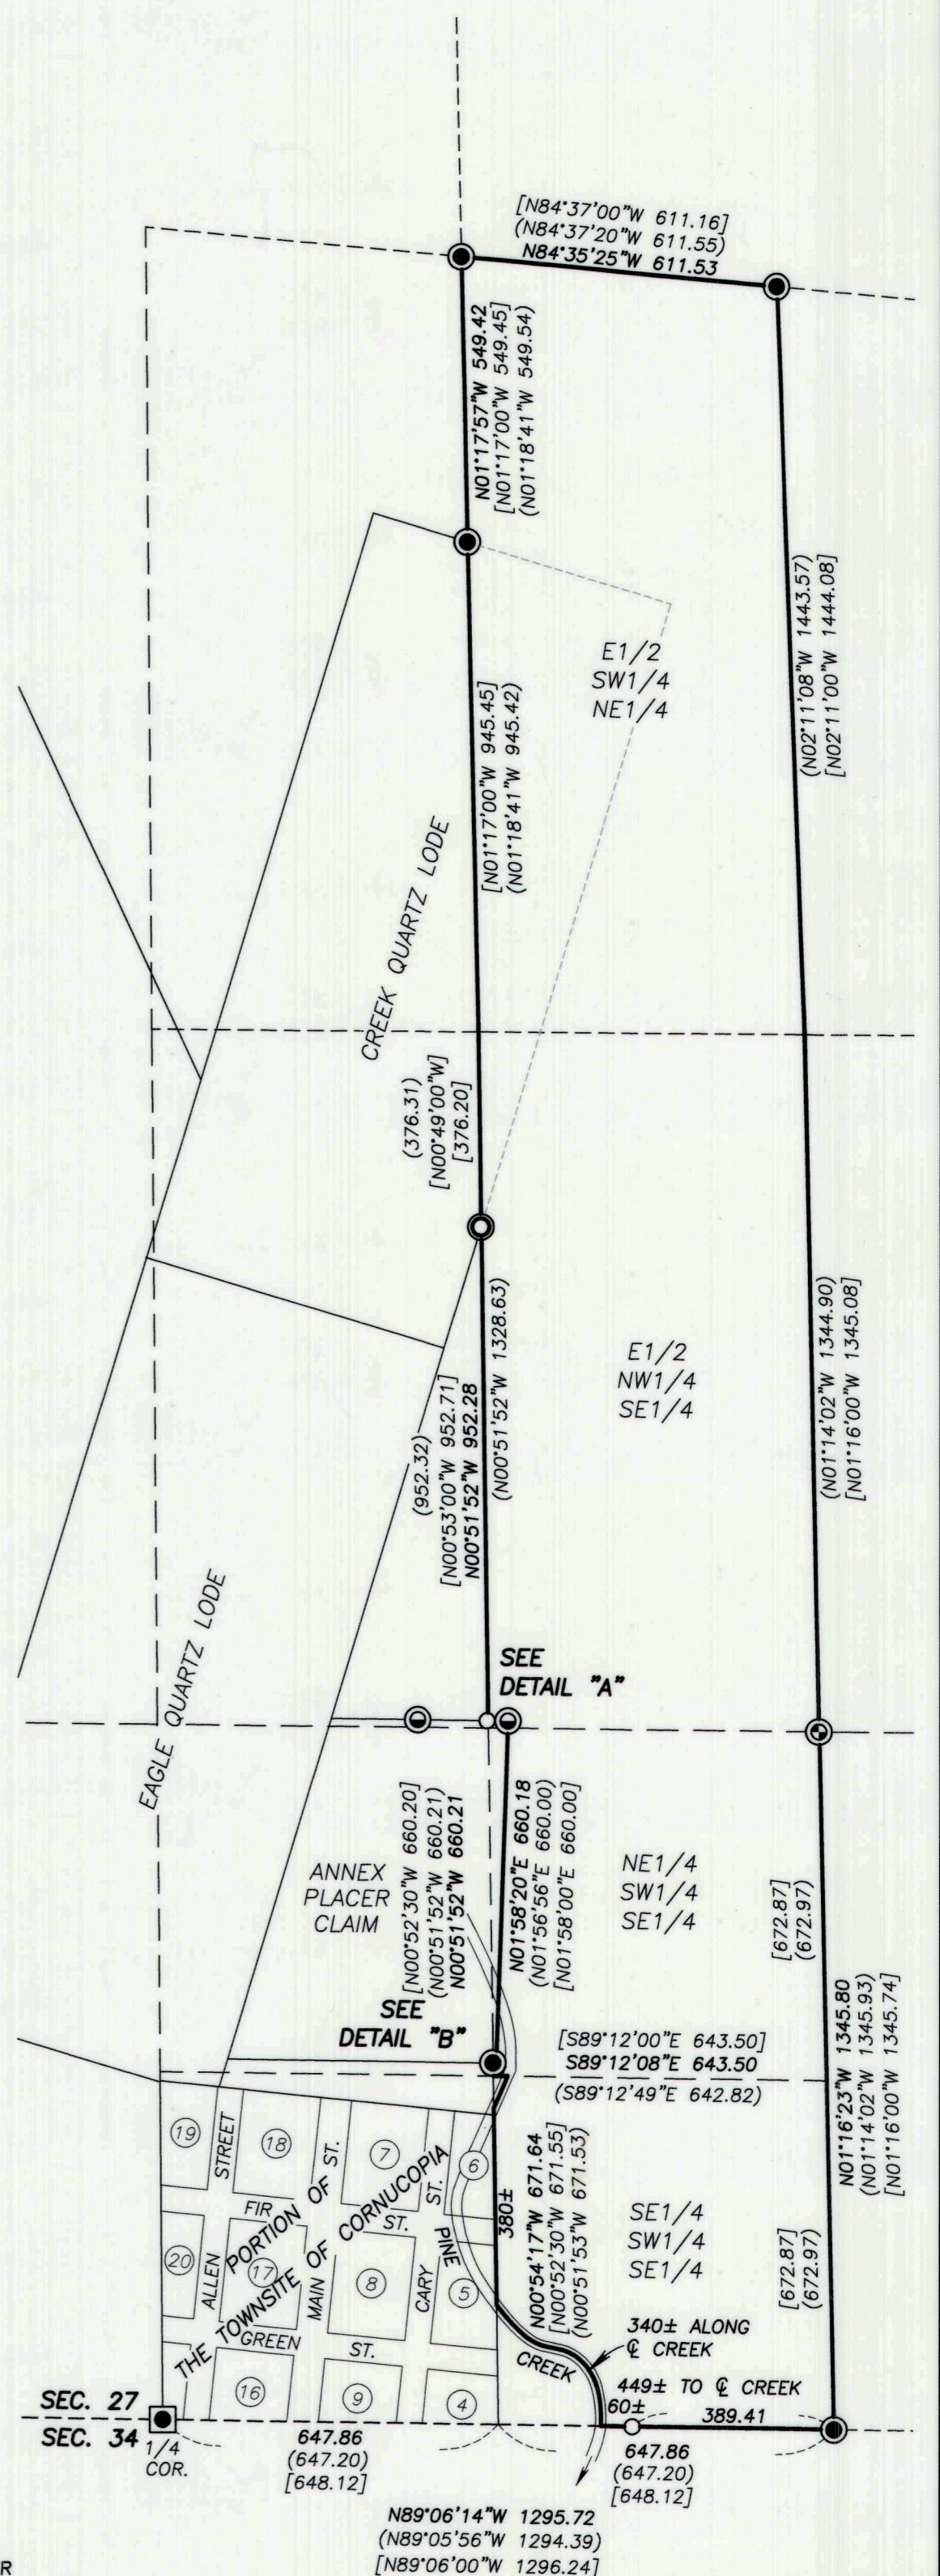 [N84°37'00"W 611.16]
(N84°37'20"W 611.55)
N84°35'25"W 611.53
N01°17'57"W 549.42
[N01°17'00"W 549.45]
(N01°18'41"W 549.54)
E1/2
SW1/4
NE1/4
(N02°11'08"W 1443.57)
[N02°11'00"W 1444.08]
[N01°17'00"W 945.45]
(N01°18'41"W 945.42)
CREEK QUARTZ LODE
(376.31)
[N00°49'00"W]
[376.20]
(N00°51'52"W 1328.63)
E1/2
NW1/4
SE1/4
(N01°14'02"W 1344.90)
[N01°16'00"W 1345.08]
(952.32)
[N00°53'00"W 952.71]
N00°51'52"W 952.28
EAGLE QUARTZ LODE
SEE
DETAIL "A"
[N00°52'30"W 660.20]
(N00°51'52"W 660.21)
N00°51'52"W 660.21
N01°58'20"E 660.18
(N01°56'56"E 660.00)
[N01°58'00"E 660.00]
ANNEX
PLACER
CLAIM
NE1/4
SW1/4
SE1/4
[672.87]
(672.97)
SEE
DETAIL "B"
[S89°12'00"E 643.50]
S89°12'08"E 643.50
(S89°12'49"E 642.82)
N01°16'23"W 1345.80
(N01°14'02"W 1345.93)
[N01°16'00"W 1345.74]
19
STREET
18
ST.
7
ST.
6
380±
N00°54'17"W 671.64
[N00°52'30"W 671.55]
(N00°51'53"W 671.53)
SE1/4
SW1/4
SE1/4
FIR
ST.
PORTION OF
THE TOWNSITE OF CORNUCOPIA
PINE
20
ALLEN
17
MAIN
8
CARY
5
[672.87]
(672.97)
GREEN
ST.
CREEK
340± ALONG
℄ CREEK
16
9
4
449± TO ℄ CREEK
60±
389.41
SEC. 27
SEC. 34
1/4
COR.
647.86
(647.20)
[648.12]
647.86
(647.20)
[648.12]
N89°06'14"W 1295.72
(N89°05'56"W 1294.39)
[N89°06'00"W 1296.24]
R